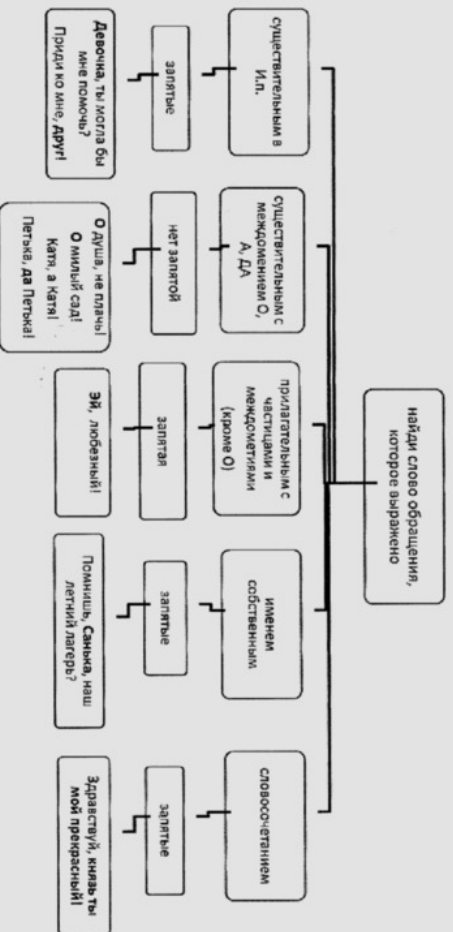 найди слово обращения,
которое выражено
существительным в
И.п.
запятые
Девочка, ты могла бы
мне помочь?
Приди ко мне, друг!
существительным с
междомением О,
А, ДА
нет запятой
О душа, не плачь!
О милый сад!
Катя, а Катя!
Петька, да Петька!
прилагательным с
частицами и
междометиями
(кроме О)
запятая
Эй, любезный!
именем
собственным
запятые
Помнишь, Санька, наш
летний лагерь?
словосочетанием
запятые
Здравствуй, князь ты
мой прекрасный!